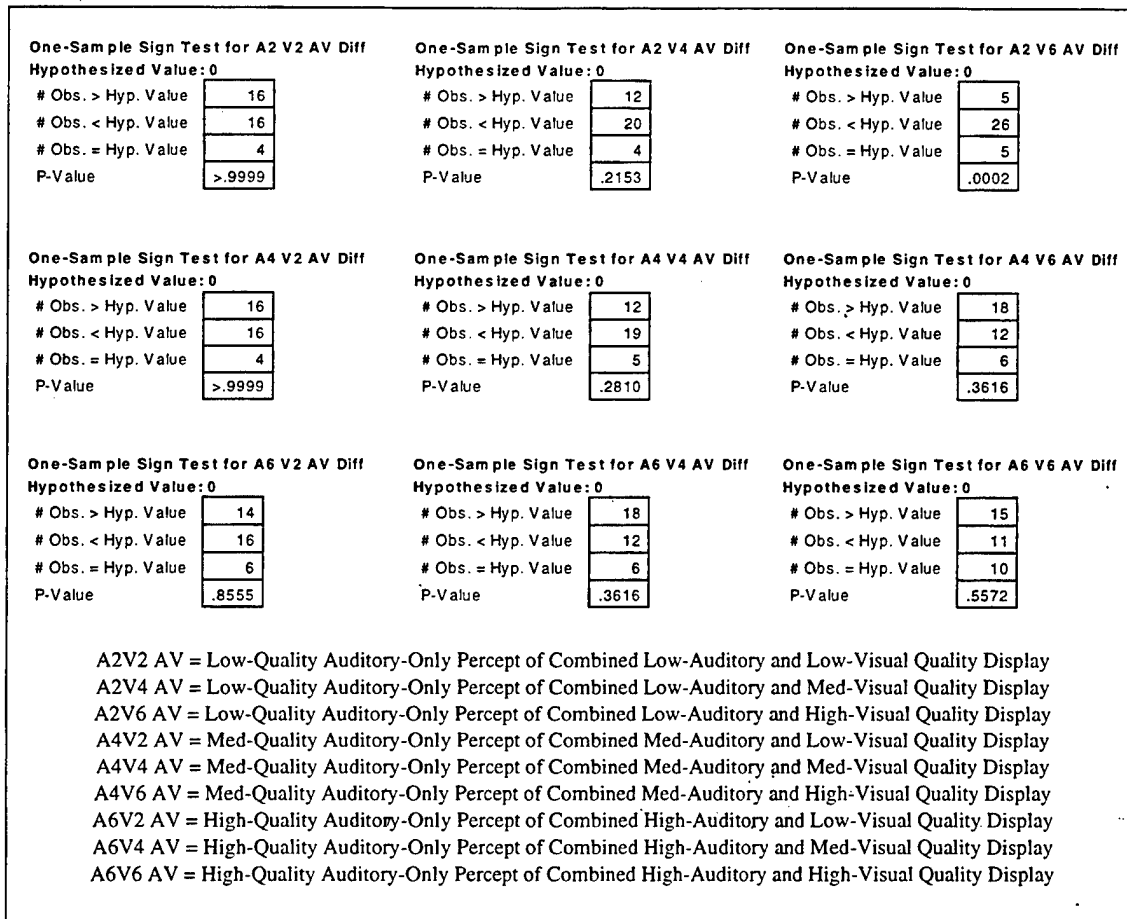 One-Sample Sign Test for A2 V2 AV Diff
Hypothesized Value: 0
# Obs. > Hyp. Value 16
# Obs. < Hyp. Value 16
# Obs. = Hyp. Value 4
P-Value >.9999
One-Sample Sign Test for A2 V4 AV Diff
Hypothesized Value: 0
# Obs. > Hyp. Value 12
# Obs. < Hyp. Value 20
# Obs. = Hyp. Value 4
P-Value .2153
One-Sample Sign Test for A2 V6 AV Diff
Hypothesized Value: 0
# Obs. > Hyp. Value 5
# Obs. < Hyp. Value 26
# Obs. = Hyp. Value 5
P-Value .0002
One-Sample Sign Test for A4 V2 AV Diff
Hypothesized Value: 0
# Obs. > Hyp. Value 16
# Obs. < Hyp. Value 16
# Obs. = Hyp. Value 4
P-Value >.9999
One-Sample Sign Test for A4 V4 AV Diff
Hypothesized Value: 0
# Obs. > Hyp. Value 12
# Obs. < Hyp. Value 19
# Obs. = Hyp. Value 5
P-Value .2810
One-Sample Sign Test for A4 V6 AV Diff
Hypothesized Value: 0
# Obs. > Hyp. Value 18
# Obs. < Hyp. Value 12
# Obs. = Hyp. Value 6
P-Value .3616
One-Sample Sign Test for A6 V2 AV Diff
Hypothesized Value: 0
# Obs. > Hyp. Value 14
# Obs. < Hyp. Value 16
# Obs. = Hyp. Value 6
P-Value .8555
One-Sample Sign Test for A6 V4 AV Diff
Hypothesized Value: 0
# Obs. > Hyp. Value 18
# Obs. < Hyp. Value 12
# Obs. = Hyp. Value 6
P-Value .3616
One-Sample Sign Test for A6 V6 AV Diff
Hypothesized Value: 0
# Obs. > Hyp. Value 15
# Obs. < Hyp. Value 11
# Obs. = Hyp. Value 10
P-Value .5572
A2V2 AV = Low-Quality Auditory-Only Percept of Combined Low-Auditory and Low-Visual Quality Display
A2V4 AV = Low-Quality Auditory-Only Percept of Combined Low-Auditory and Med-Visual Quality Display
A2V6 AV = Low-Quality Auditory-Only Percept of Combined Low-Auditory and High-Visual Quality Display
A4V2 AV = Med-Quality Auditory-Only Percept of Combined Med-Auditory and Low-Visual Quality Display
A4V4 AV = Med-Quality Auditory-Only Percept of Combined Med-Auditory and Med-Visual Quality Display
A4V6 AV = Med-Quality Auditory-Only Percept of Combined Med-Auditory and High-Visual Quality Display
A6V2 AV = High-Quality Auditory-Only Percept of Combined High-Auditory and Low-Visual Quality Display
A6V4 AV = High-Quality Auditory-Only Percept of Combined High-Auditory and Med-Visual Quality Display
A6V6 AV = High-Quality Auditory-Only Percept of Combined High-Auditory and High-Visual Quality Display